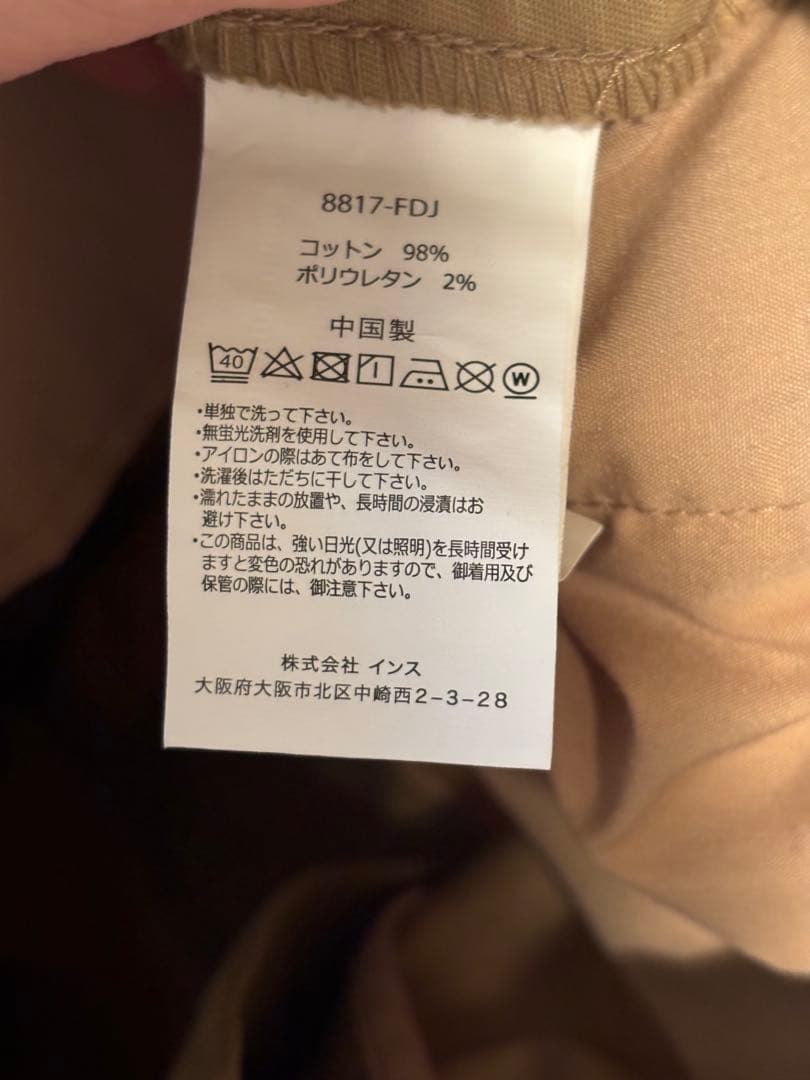 8817-FDJ
コットン 98%
ポリウレタン 2%
中国製
40 W
・単独で洗って下さい。
・無蛍光洗剤を使用して下さい。
・アイロンの際はあて布をして下さい。
・洗濯後はただちに干して下さい。
・濡れたままの放置や、長時間の浸漬はお
避け下さい。
・この商品は、強い日光(又は照明)を長時間受け
ますと変色の恐れがありますので、御着用及び
保管の際には、御注意下さい。
株式会社 インス
大阪府大阪市北区中崎西2-3-28